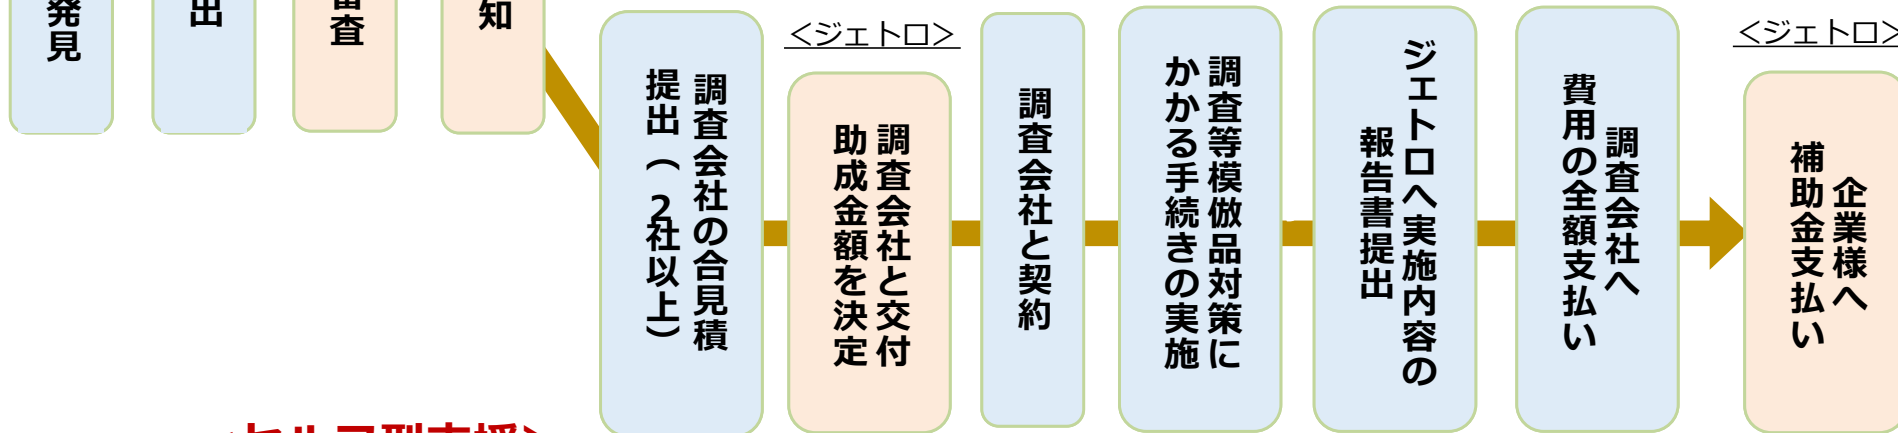 発見
出
審査
知
調査会社の合見積
提出（２社以上）
＜ジェトロ＞
調査会社と交付
助成金額を決定
調査会社と契約
調査等模倣品対策に
かかる手続きの実施
ジェトロへ実施内容の
報告書提出
調査会社へ
費用の全額支払い
＜ジェトロ＞
企業様へ
補助金支払い